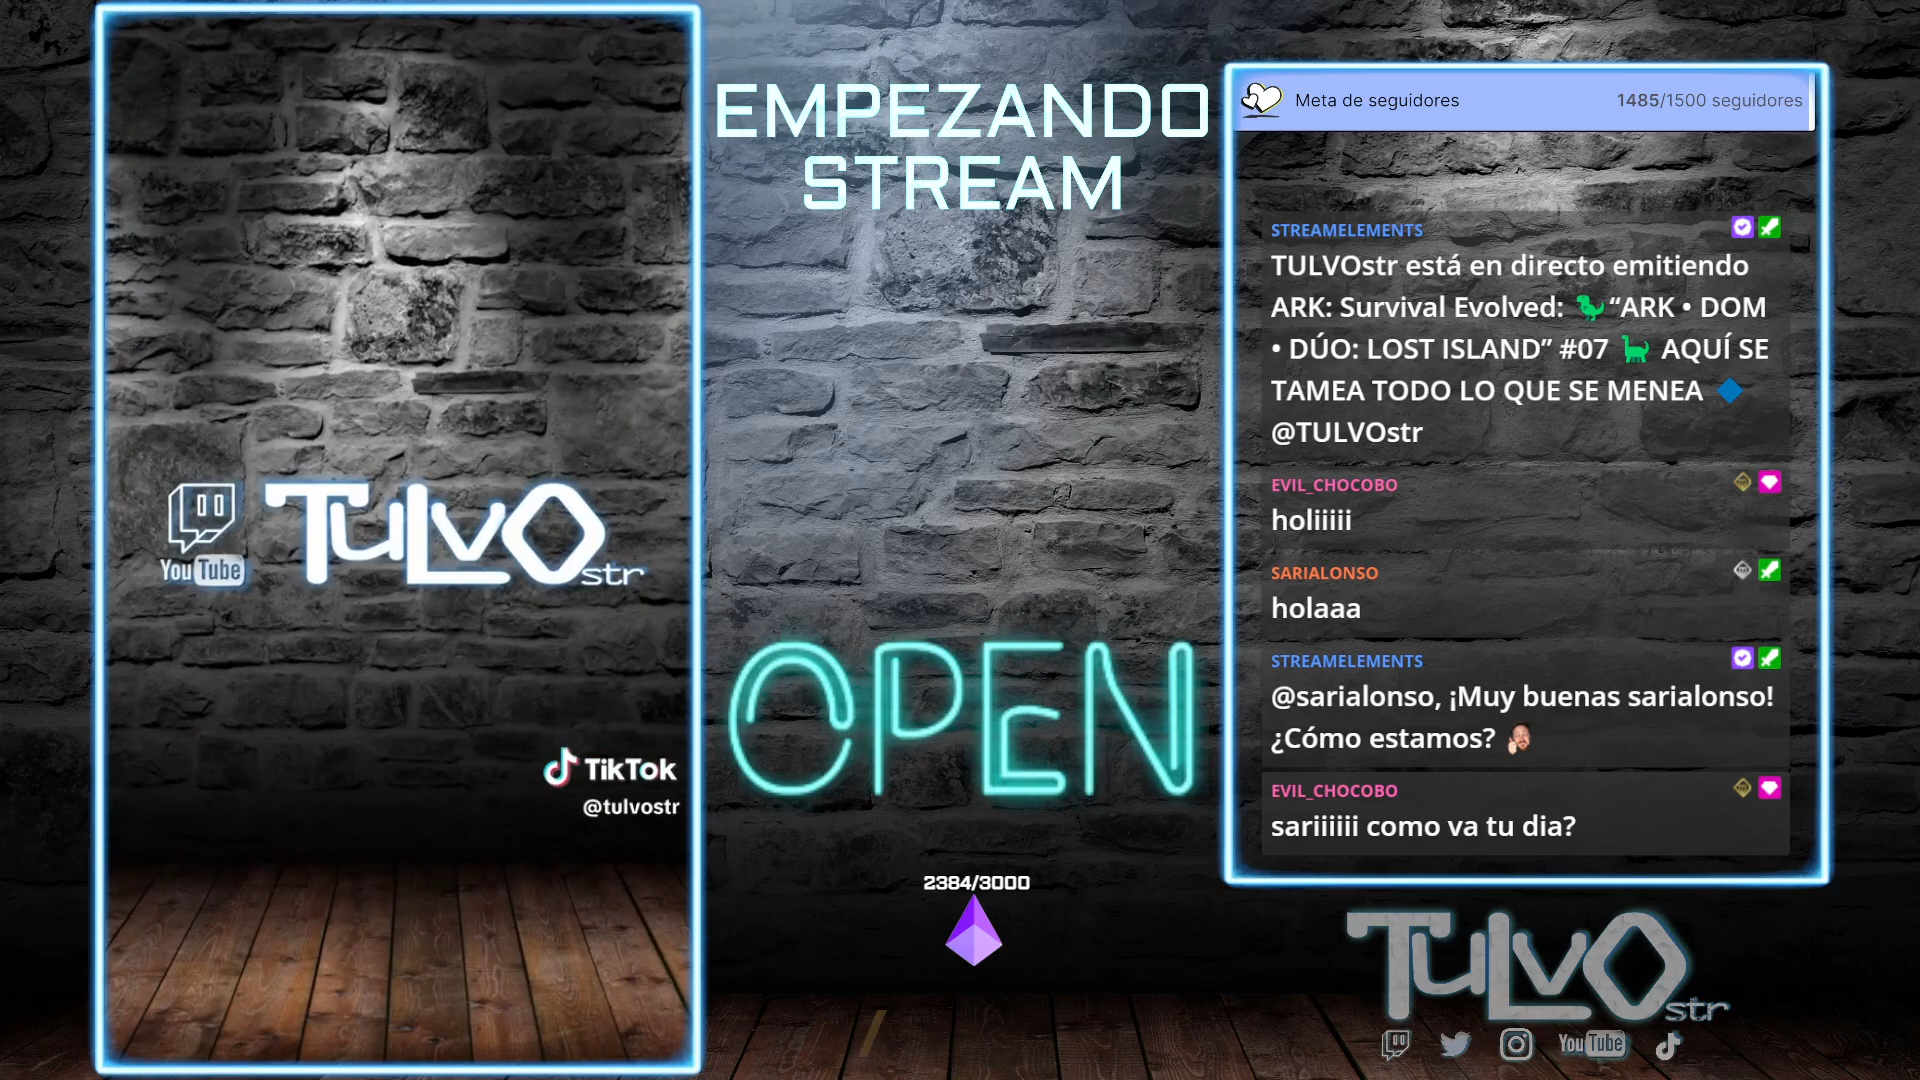 EMPEZANDO
STREAM
YouTube
TULVO str
TikTok
@tulvostr
OPEN
2384/3000
Meta de seguidores 1485/1500 seguidores
STREAMELEMENTS
TULVOstr está en directo emitiendo
ARK: Survival Evolved: 🦖“ARK • DOM
• DÚO: LOST ISLAND” #07 🦕 AQUÍ SE
TAMEA TODO LO QUE SE MENEA 🔷
@TULVOstr
EVIL_CHOCOBO
holiiiii
SARIALONSO
holaaa
STREAMELEMENTS
@sarialonso, ¡Muy buenas sarialonso!
¿Cómo estamos?
EVIL_CHOCOBO
sariiiiii como va tu dia?
TULVO str
YouTube